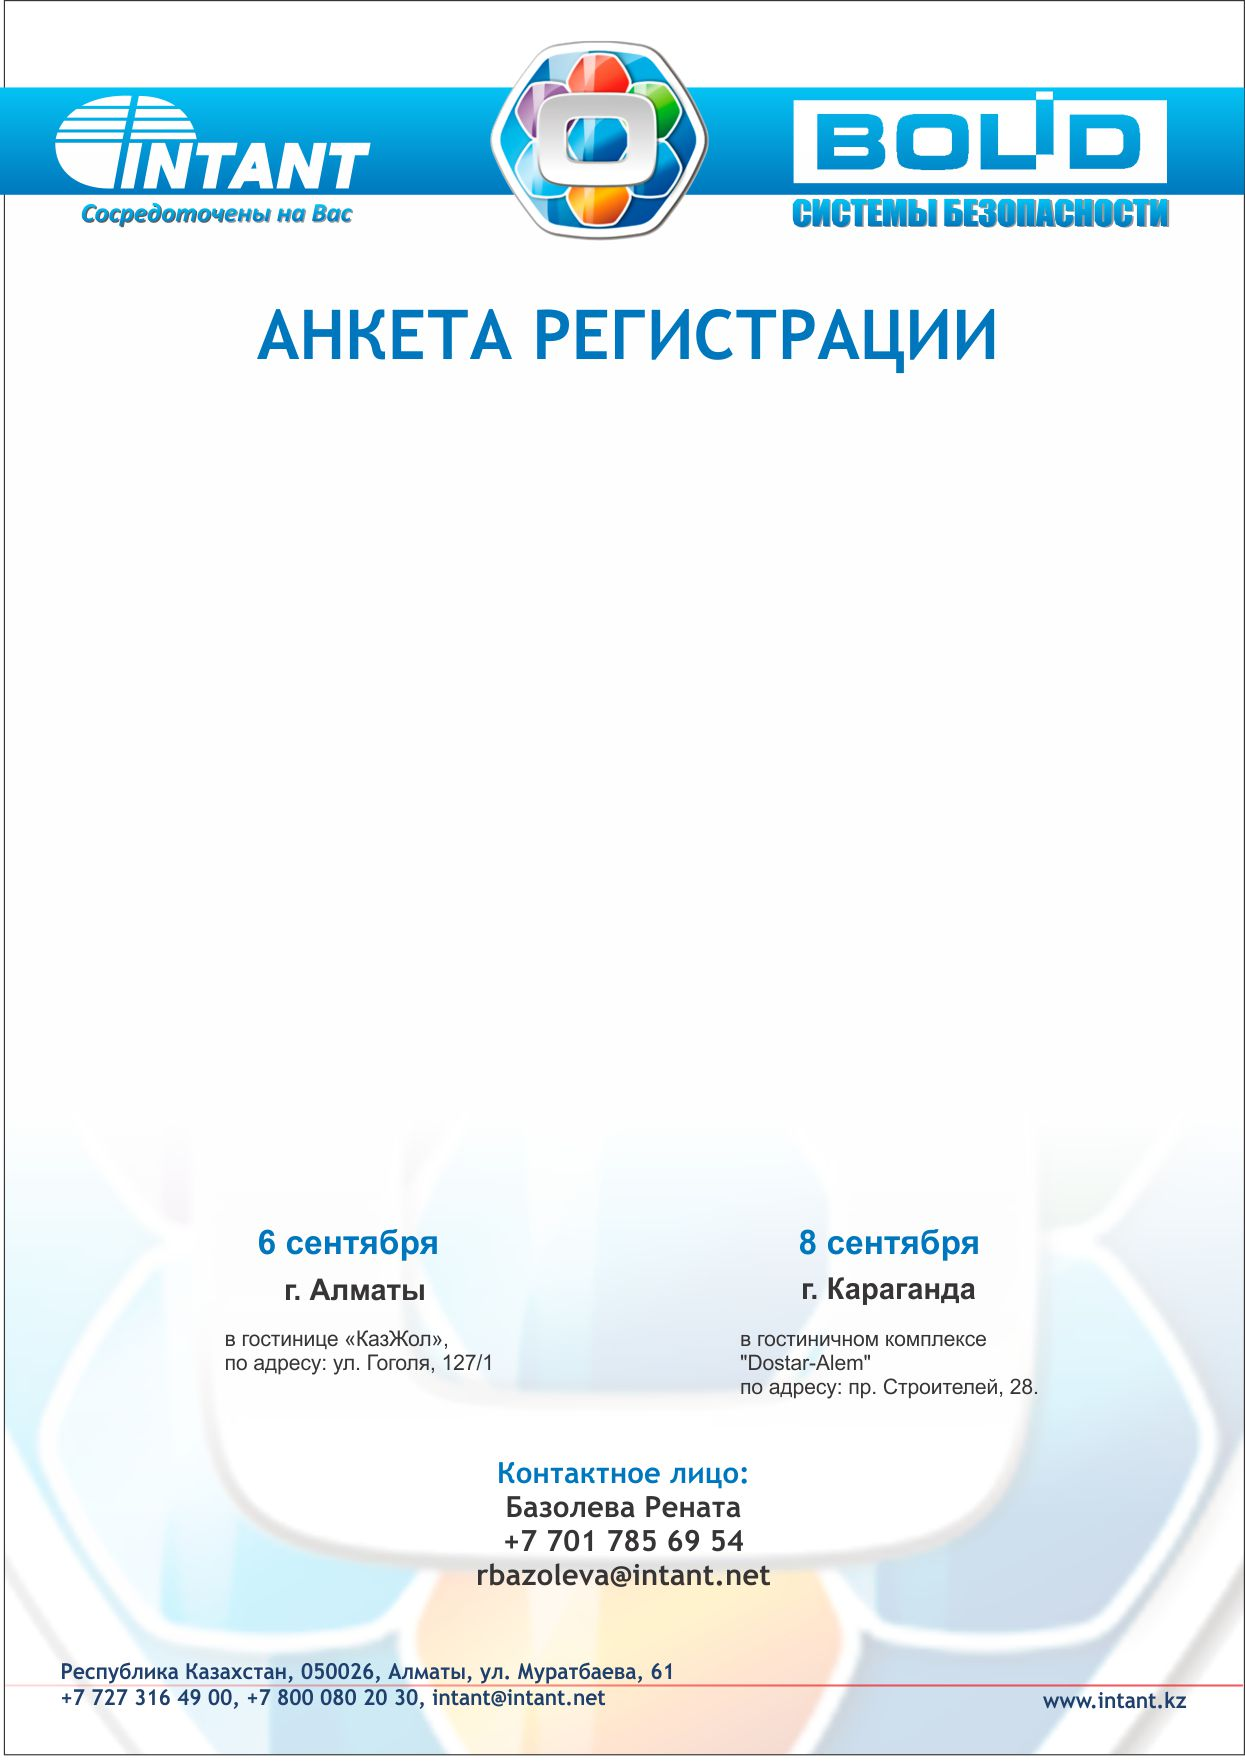 INTANT
Сосредоточены на Вас
BOLID
СИСТЕМЫ БЕЗОПАСНОСТИ
АНКЕТА РЕГИСТРАЦИИ
6 сентября
г. Алматы
в гостинице «КазЖол»,
по адресу: ул. Гоголя, 127/1
8 сентября
г. Караганда
в гостиничном комплексе
"Dostar-Alem"
по адресу: пр. Строителей, 28.
Контактное лицо:
Базолева Рената
+7 701 785 69 54
rbazoleva@intant.net
Республика Казахстан, 050026, Алматы, ул. Муратбаева, 61
+7 727 316 49 00, +7 800 080 20 30, intant@intant.net
www.intant.kz